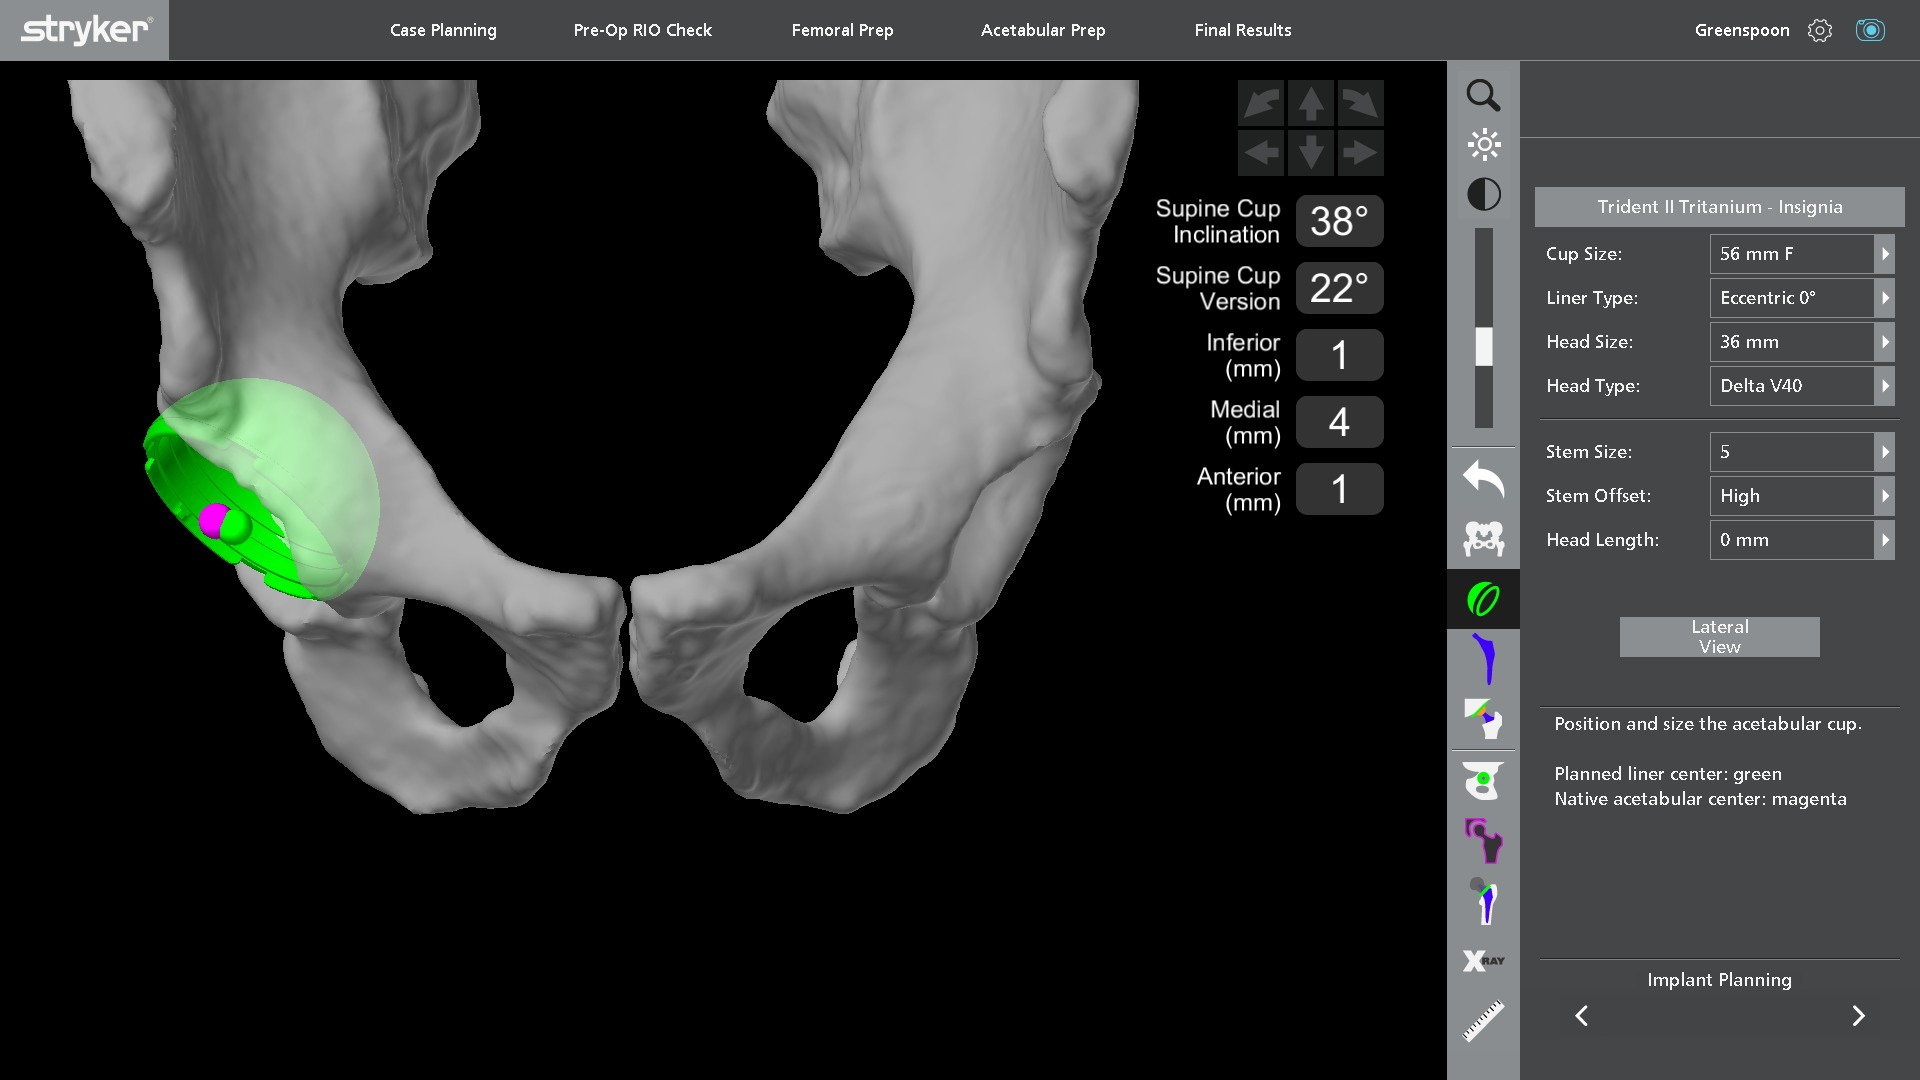 stryker®
Case Planning
Pre-Op RIO Check
Femoral Prep
Acetabular Prep
Final Results
Greenspoon
Supine Cup
Inclination
38°
Supine Cup
Version
22°
Inferior
(mm)
1
Medial
(mm)
4
Anterior
(mm)
1
XRAY
Trident II Tritanium - Insignia
Cup Size: 56 mm F
Liner Type: Eccentric 0°
Head Size: 36 mm
Head Type: Delta V40
Stem Size: 5
Stem Offset: High
Head Length: 0 mm
Lateral
View
Position and size the acetabular cup.
Planned liner center: green
Native acetabular center: magenta
Implant Planning